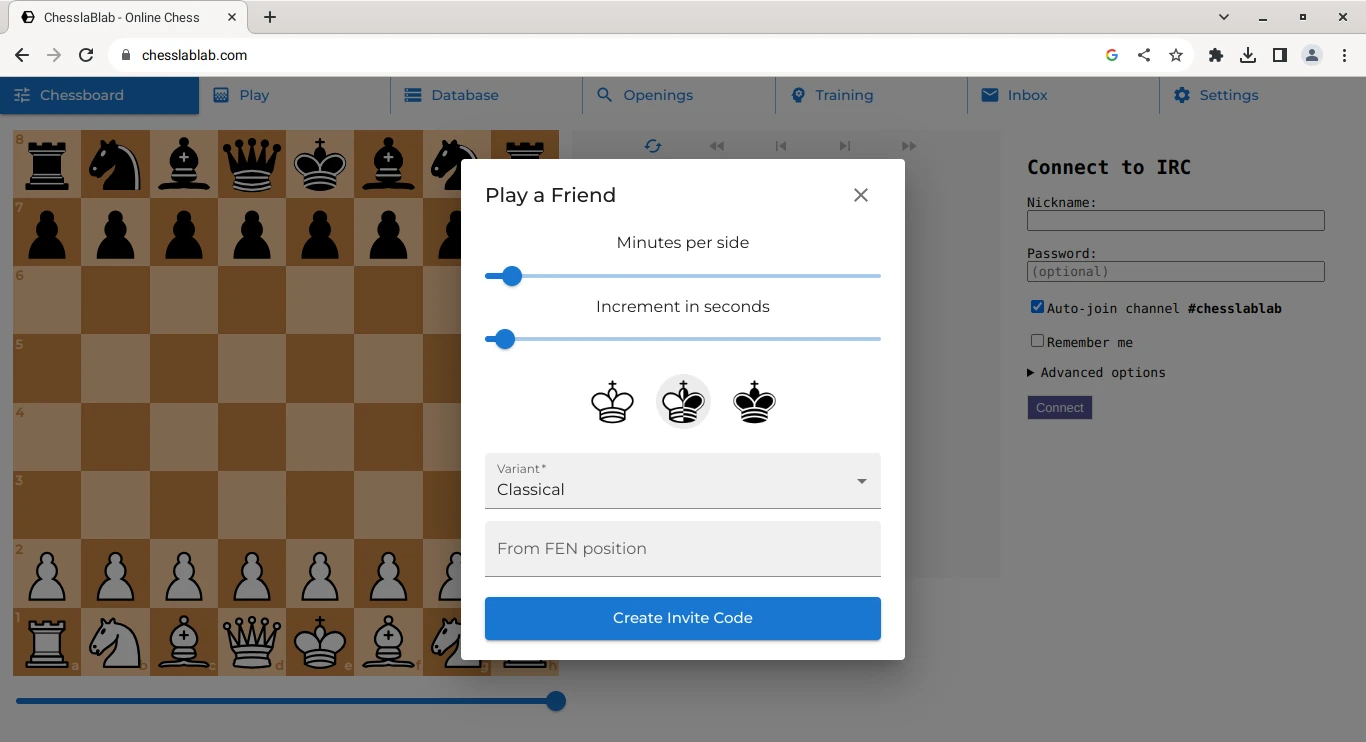 ChesslaBlab - Online Chess
chesslablab.com
Chessboard
Play
Database
Openings
Training
Inbox
Settings
8
7
6
5
4
3
2
1
a
b
c
d
e
f
g
h
Play a Friend
Minutes per side
Increment in seconds
Variant*
Classical
From FEN position
Create Invite Code
Connect to IRC
Nickname:
Password:
(optional)
Auto-join channel #chesslablab
Remember me
Advanced options
Connect